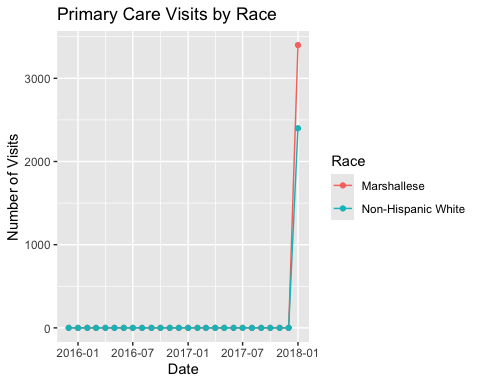 Primary Care Visits by Race
Number of Visits
3000
2000
1000
0
2016-01 2016-07 2017-01 2017-07 2018-01
Date
Race
Marshallese
Non-Hispanic White